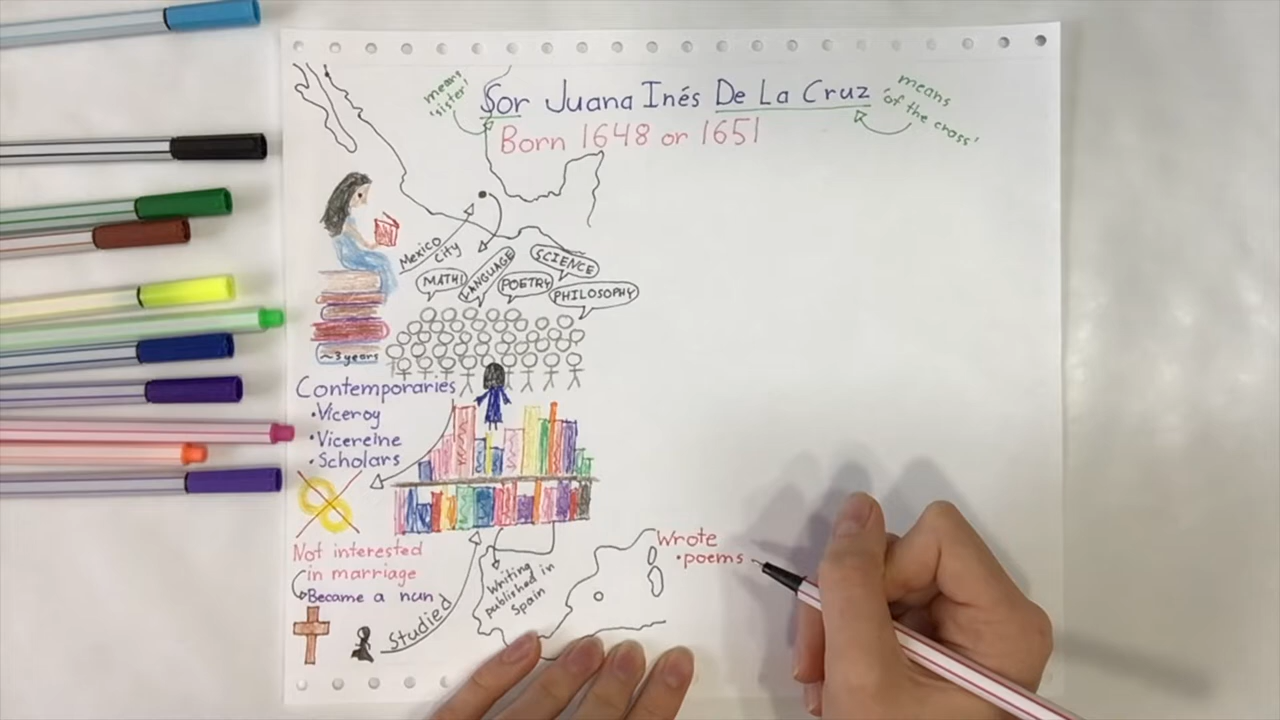 Sor Juana Inés De La Cruz
means
'sister'
means
'of the cross'
Born 1648 or 1651
Mexico
City
MATH!
LANGUAGE
POETRY
SCIENCE
PHILOSOPHY
~3 years
Contemporaries
•Viceroy
•Vicereine
•Scholars
Not interested
in marriage
Became a nun
Studied
Writing
published in
Spain
Wrote
•poems